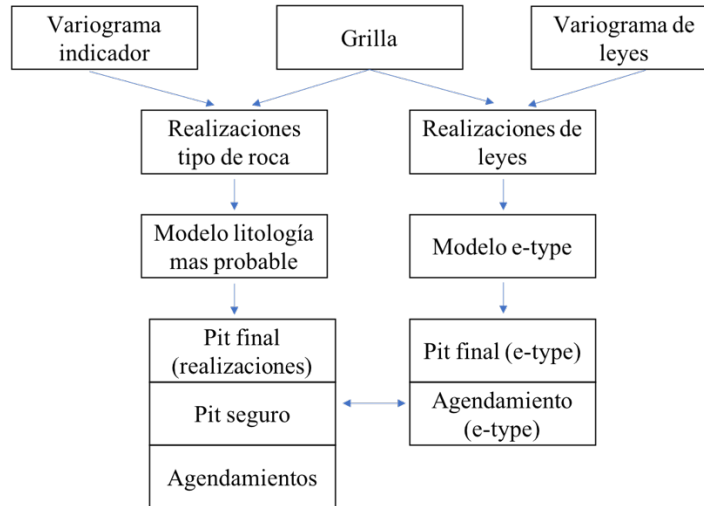 Variograma
indicador
Grilla
Variograma de
leyes
Realizaciones
tipo de roca
Realizaciones de
leyes
Modelo litología
mas probable
Modelo e-type
Pit final
(realizaciones)
Pit seguro
Agendamientos
Pit final (e-type)
Agendamiento
(e-type)